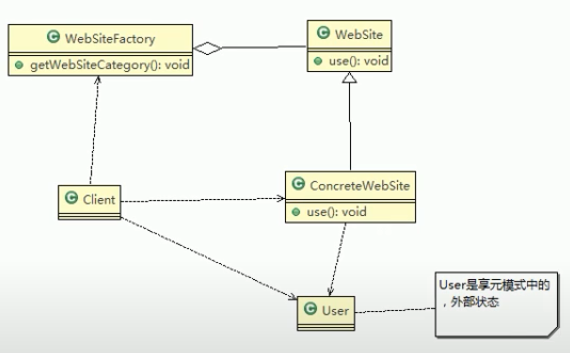 WebSiteFactory
getWebSiteCategory(): void
WebSite
use(): void
Client
ConcreteWebSite
use(): void
User
User是享元模式中的
，外部状态